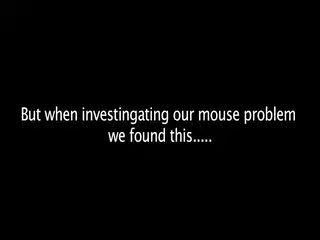 But when investingating our mouse problem
we found this.....